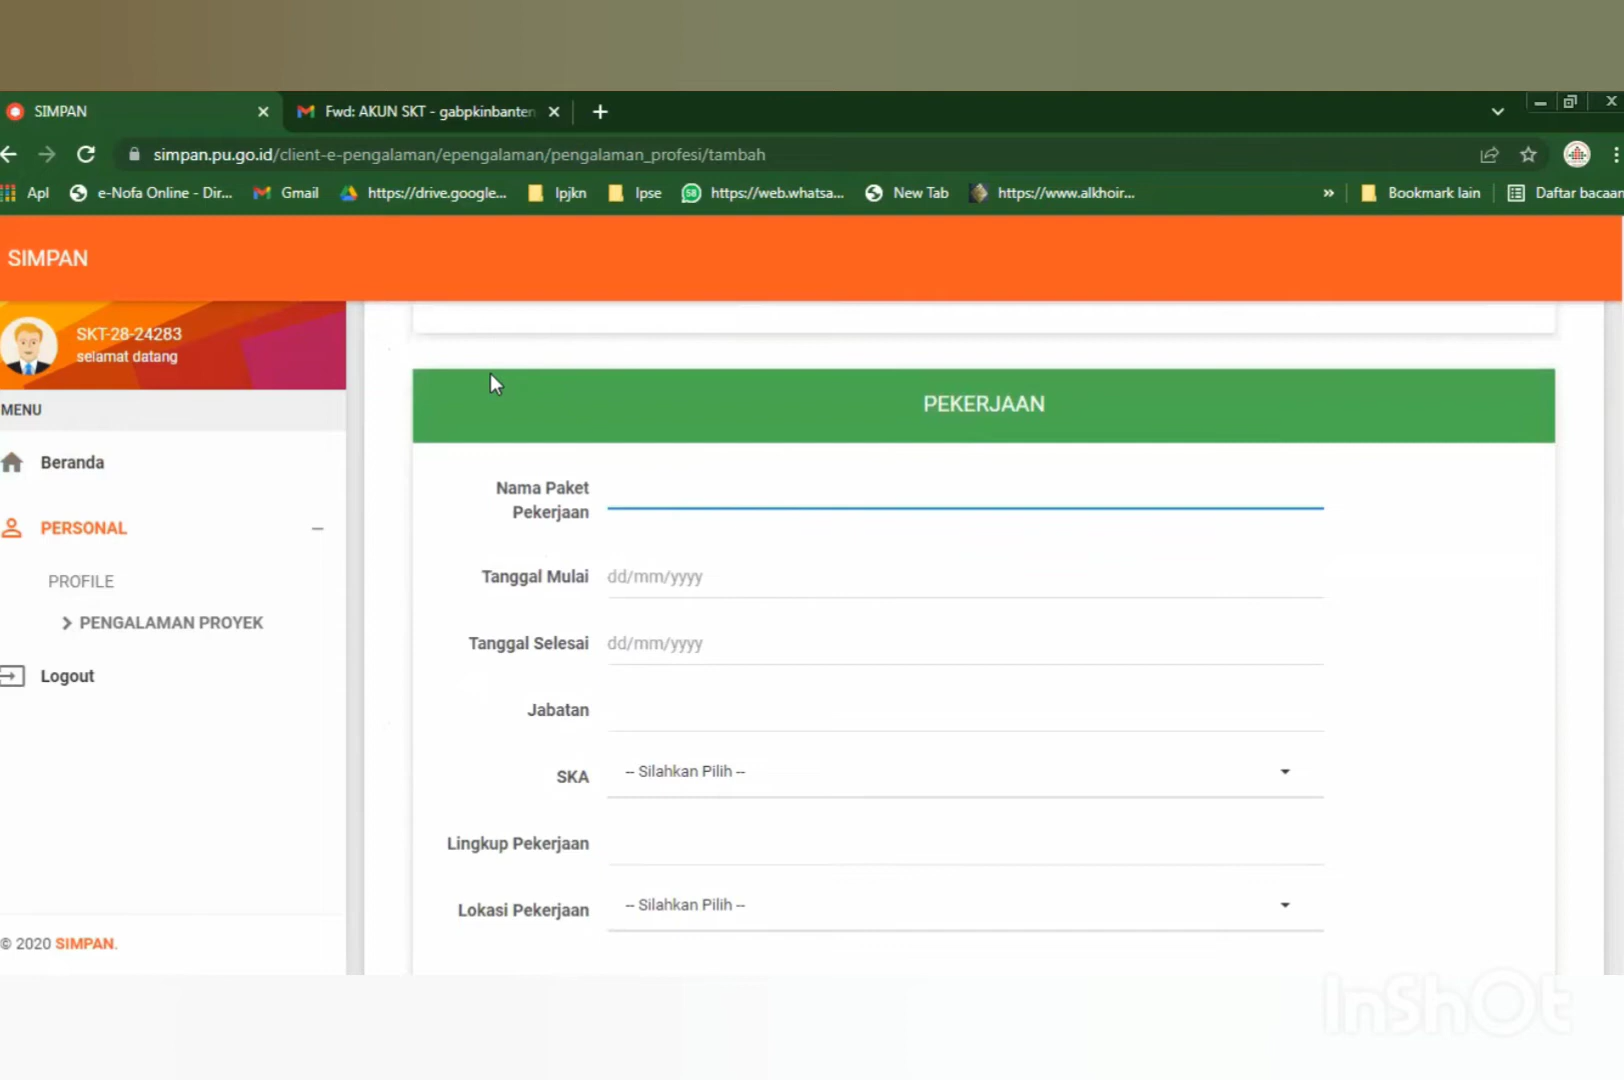 SIMPAN
Fwd: AKUN SKT - gabpkinbanten
simpan.pu.go.id/client-e-pengalaman/epengalaman/pengalaman_profesi/tambah
Apl
e-Nofa Online - Dir...
Gmail
https://drive.google...
lpjkn
lpse
58
https://web.whatsa...
New Tab
https://www.alkhoir...
»
Bookmark lain
Daftar bacaan
SIMPAN
SKT-28-24283
selamat datang
MENU
Beranda
PERSONAL
PROFILE
PENGALAMAN PROYEK
Logout
© 2020 SIMPAN.
PEKERJAAN
Nama Paket
Pekerjaan
Tanggal Mulai dd/mm/yyyy
Tanggal Selesai dd/mm/yyyy
Jabatan
SKA -- Silahkan Pilih --
Lingkup Pekerjaan
Lokasi Pekerjaan -- Silahkan Pilih --
InShOt